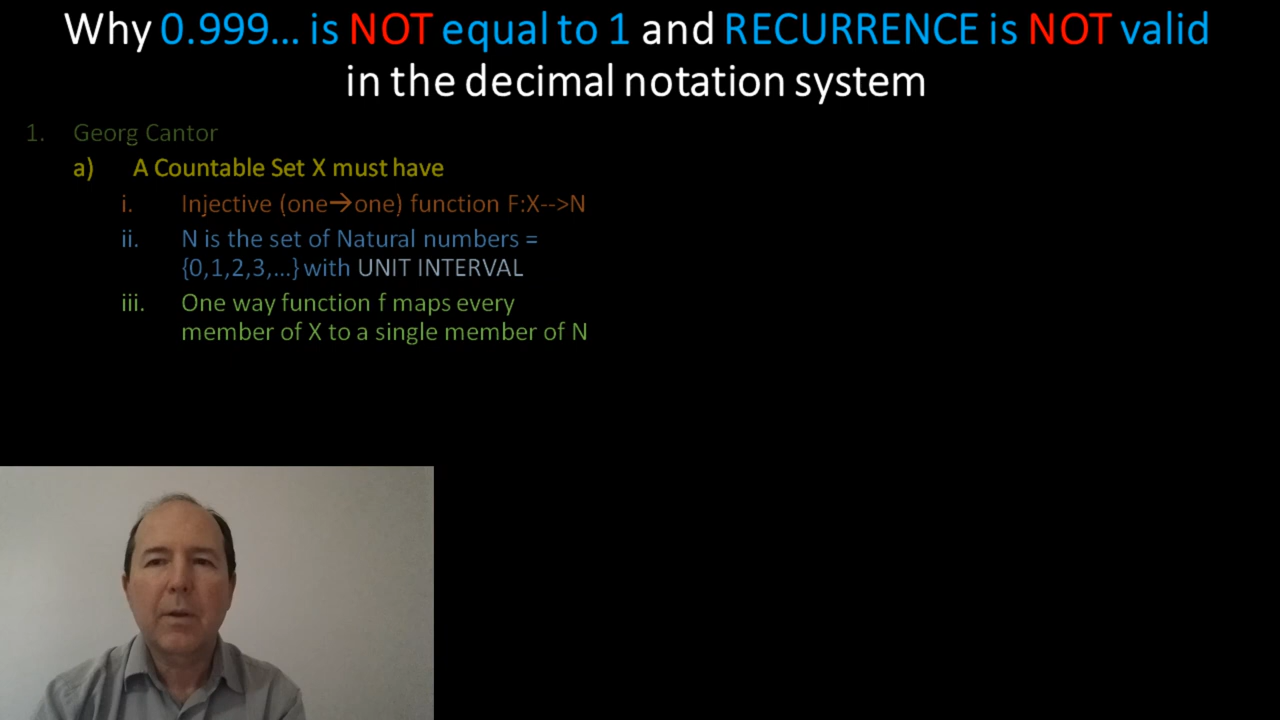 Why 0.999... is NOT equal to 1 and RECURRENCE is NOT valid
in the decimal notation system
1. Georg Cantor
a) A Countable Set X must have
i. Injective (one→one) function F:X-->N
ii. N is the set of Natural numbers =
{0,1,2,3,...} with UNIT INTERVAL
iii. One way function f maps every
member of X to a single member of N